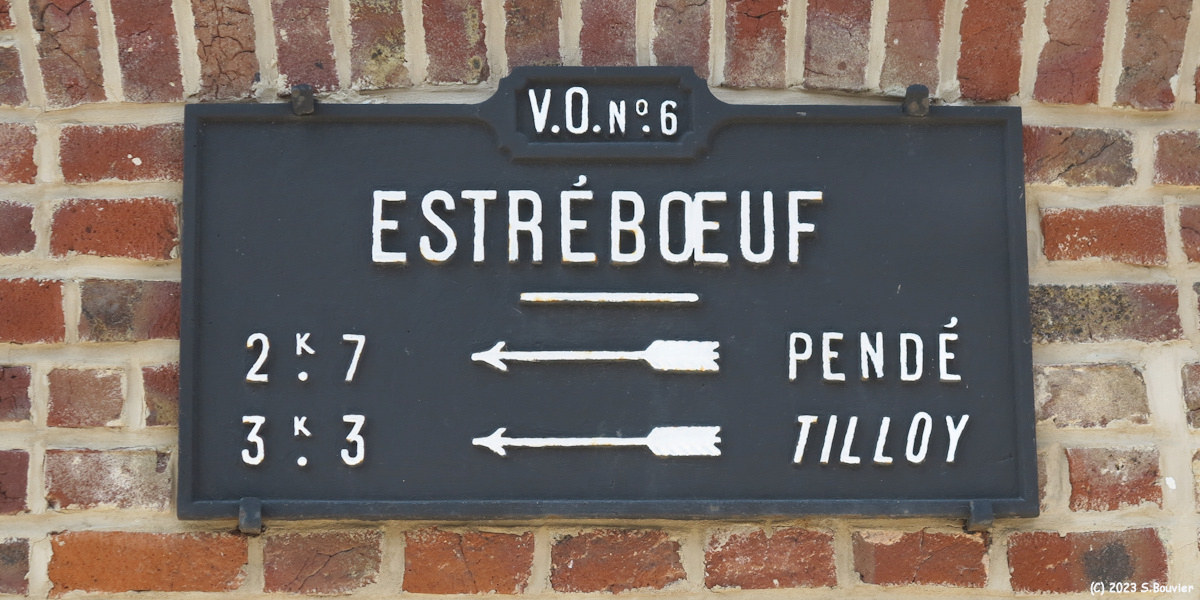 V.O. Nº. 6
ESTRÉBŒUF
2 K. 7 PENDÉ
3 K. 3 TILLOY
(C) 2023 S.Bouvier